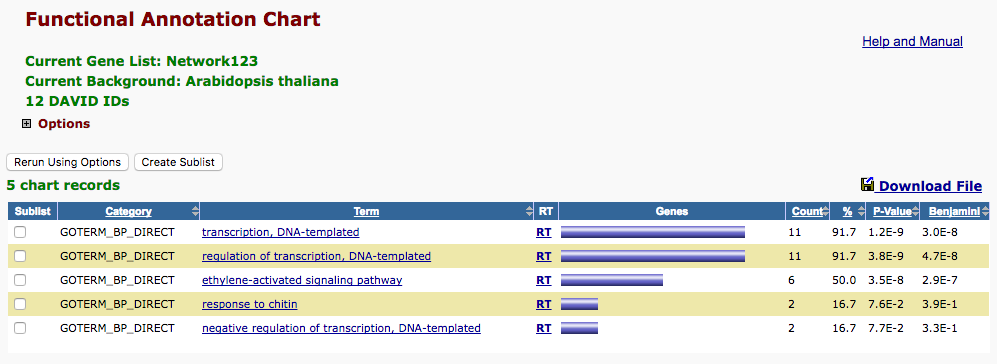 Functional Annotation Chart
Help and Manual
Current Gene List: Network123
Current Background: Arabidopsis thaliana
12 DAVID IDs
Options
Rerun Using Options Create Sublist
5 chart records Download File
Sublist Category Term RT Genes Count % P-Value Benjamini
GOTERM_BP_DIRECT transcription, DNA-templated RT 11 91.7 1.2E-9 3.0E-8
GOTERM_BP_DIRECT regulation of transcription, DNA-templated RT 11 91.7 3.8E-9 4.7E-8
GOTERM_BP_DIRECT ethylene-activated signaling pathway RT 6 50.0 3.5E-8 2.9E-7
GOTERM_BP_DIRECT response to chitin RT 2 16.7 7.6E-2 3.9E-1
GOTERM_BP_DIRECT negative regulation of transcription, DNA-templated RT 2 16.7 7.7E-2 3.3E-1